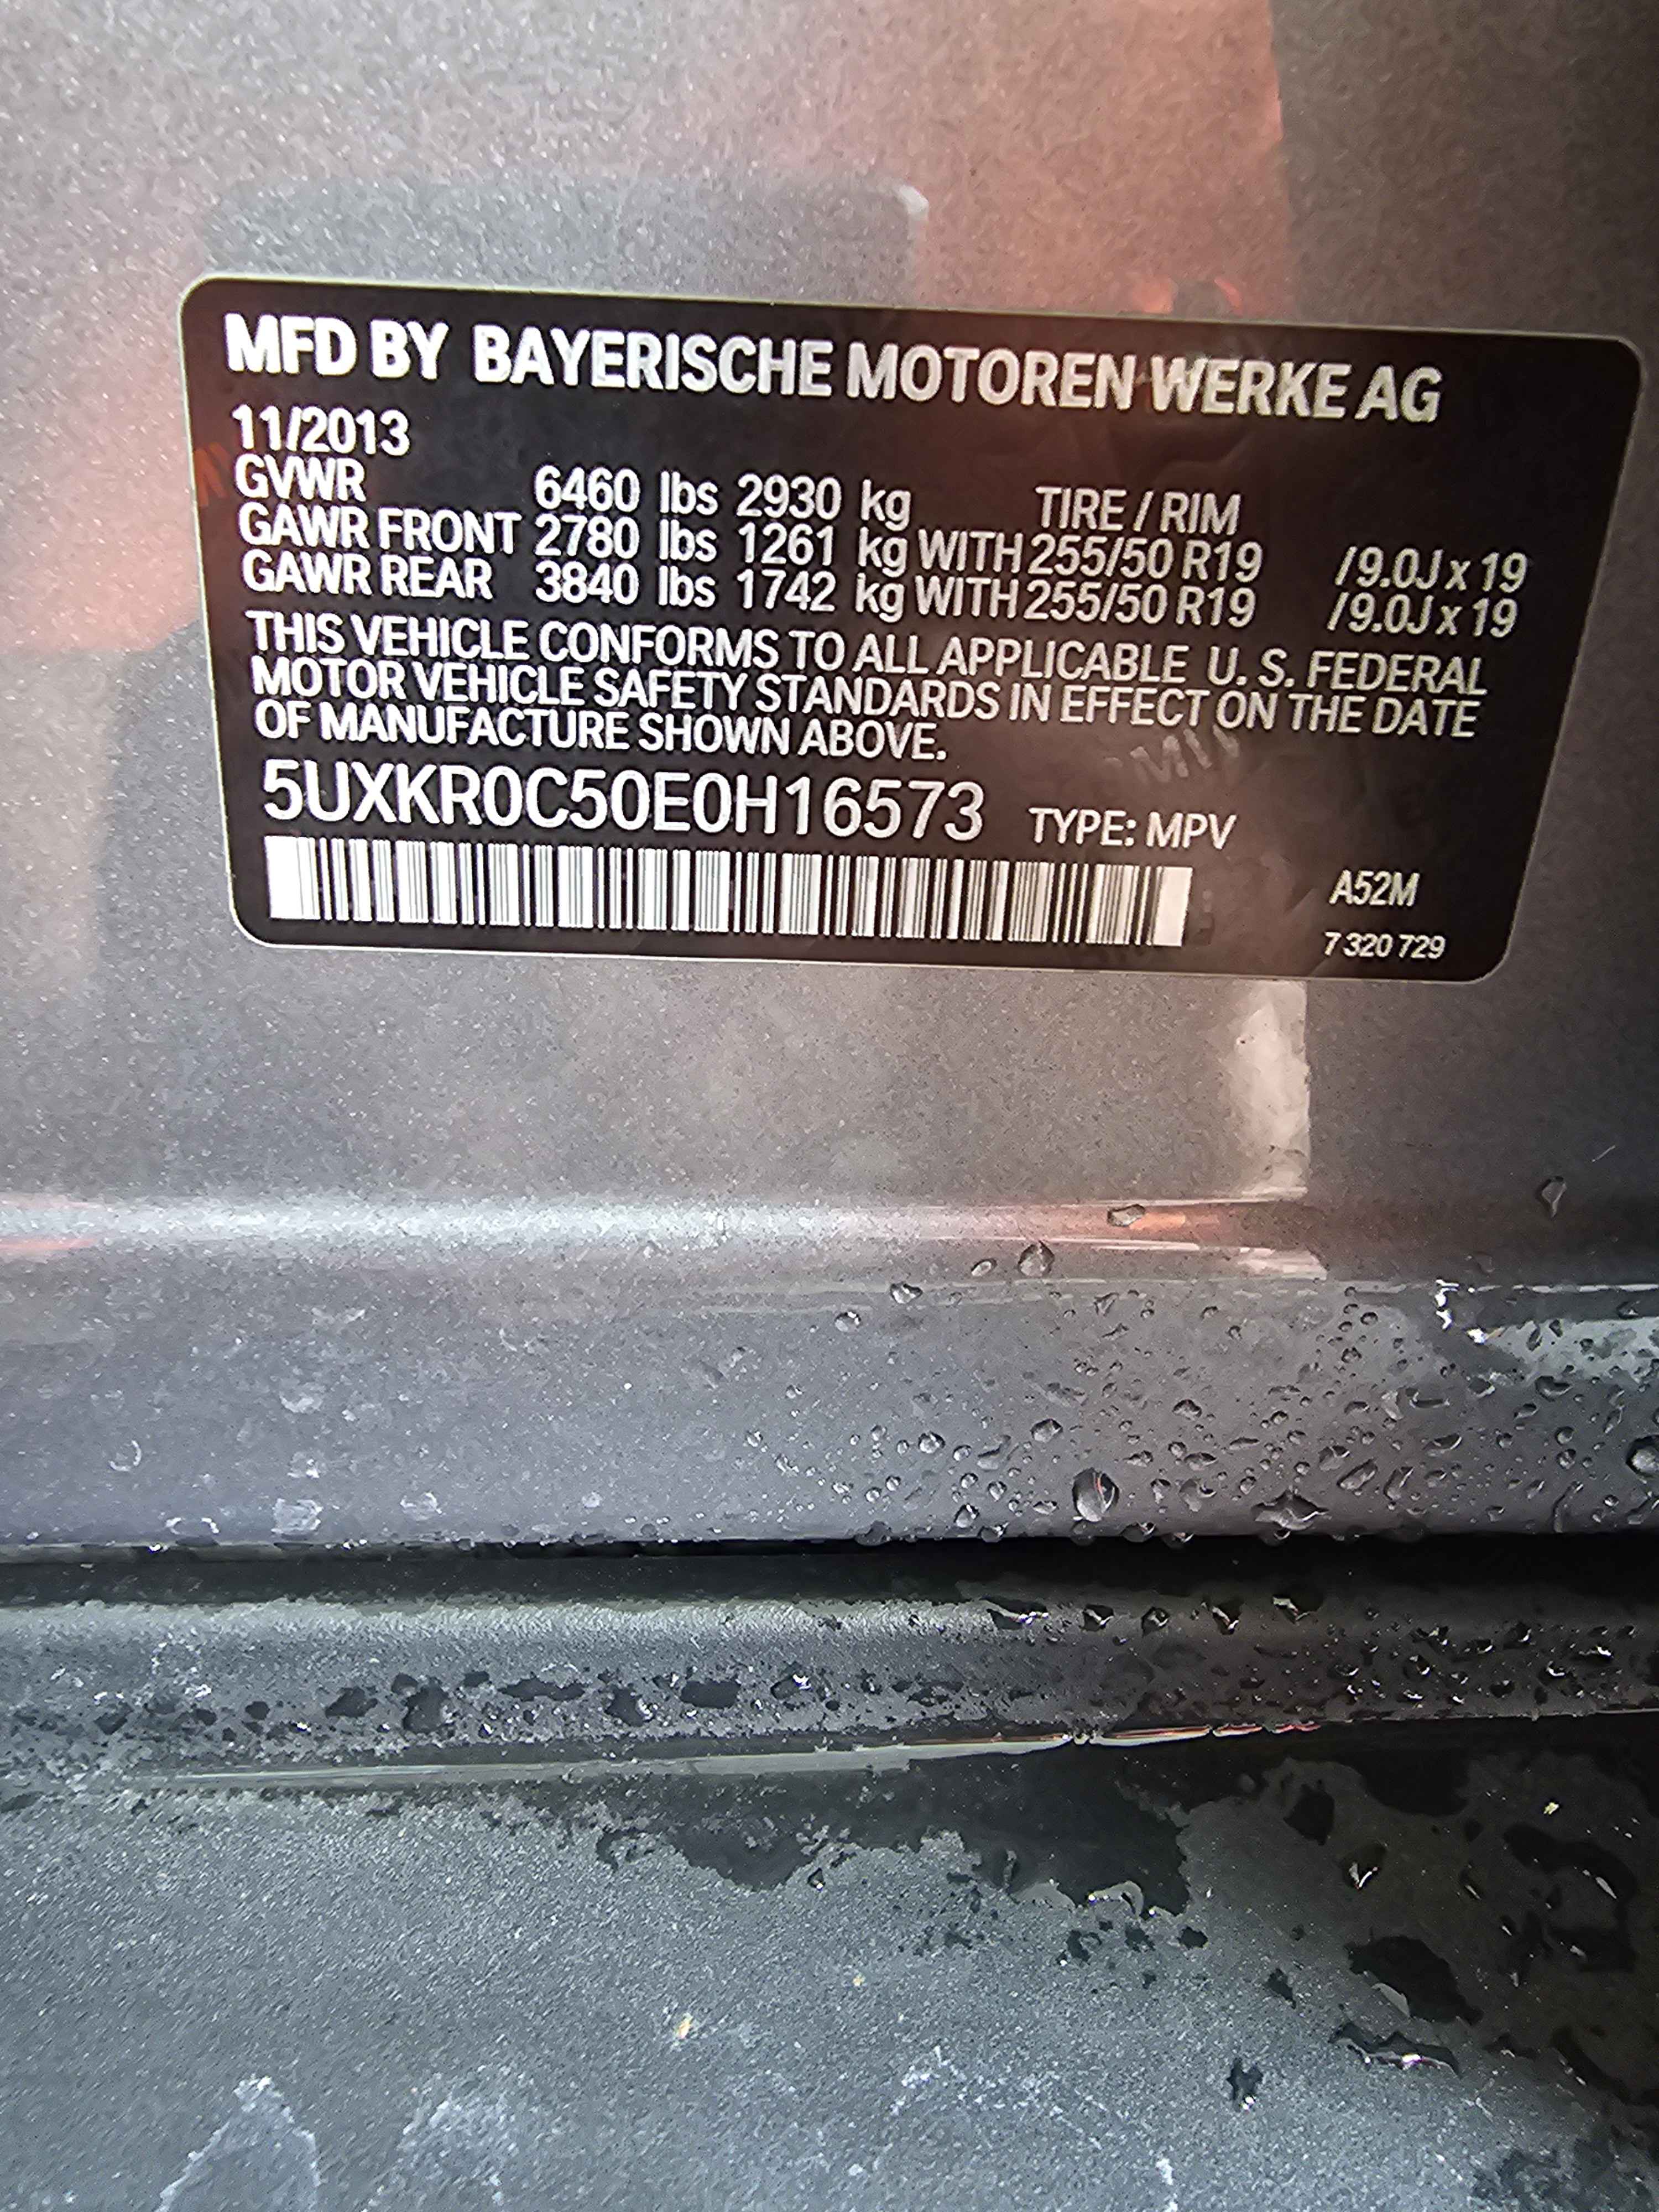 MFD BY BAYERISCHE MOTOREN WERKE AG
11/2013
GVWR 6460 lbs 2930 kg TIRE / RIM
GAWR FRONT 2780 lbs 1261 kg WITH 255/50 R19 /9.0J x 19
GAWR REAR 3840 lbs 1742 kg WITH 255/50 R19 /9.0J x 19
THIS VEHICLE CONFORMS TO ALL APPLICABLE U. S. FEDERAL
MOTOR VEHICLE SAFETY STANDARDS IN EFFECT ON THE DATE
OF MANUFACTURE SHOWN ABOVE.
5UXKR0C50E0H16573 TYPE: MPV
A52M
7 320 729